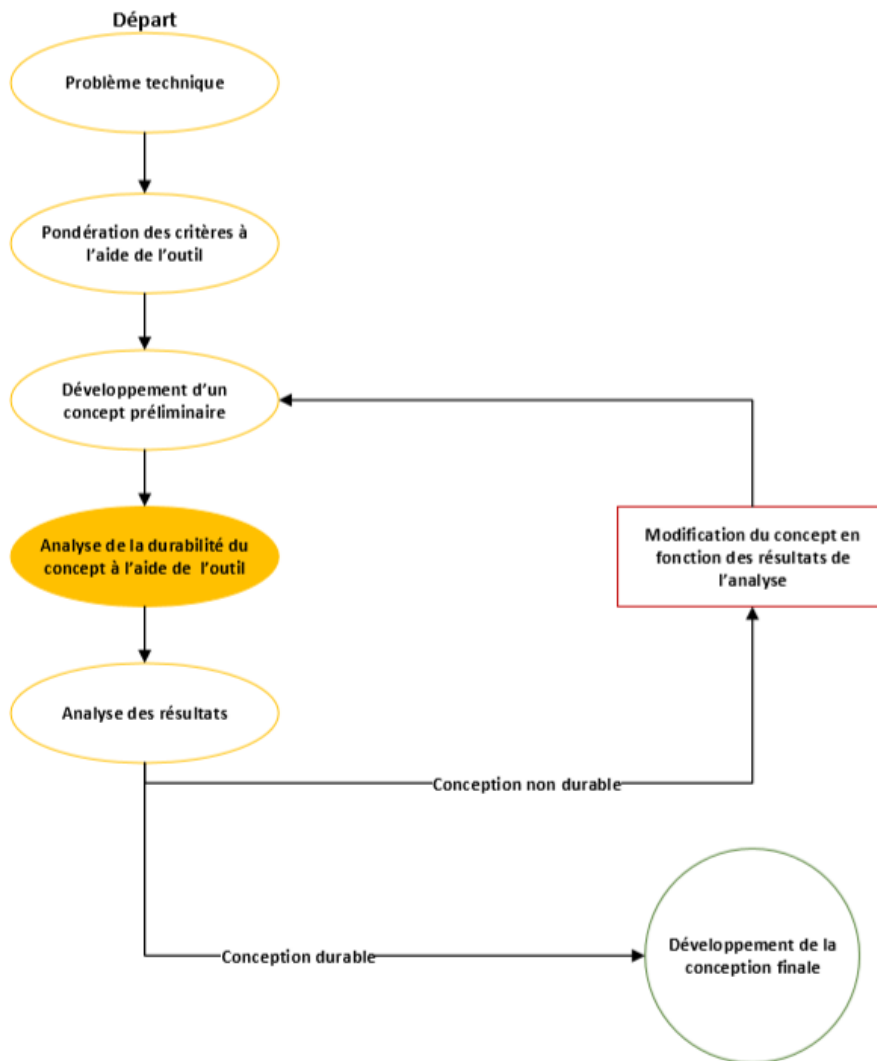 Départ
Problème technique
Pondération des critères à
l'aide de l'outil
Développement d'un
concept préliminaire
Analyse de la durabilité du
concept à l'aide de l'outil
Modification du concept en
fonction des résultats de
l'analyse
Analyse des résultats
Conception non durable
Conception durable
Développement de la
conception finale